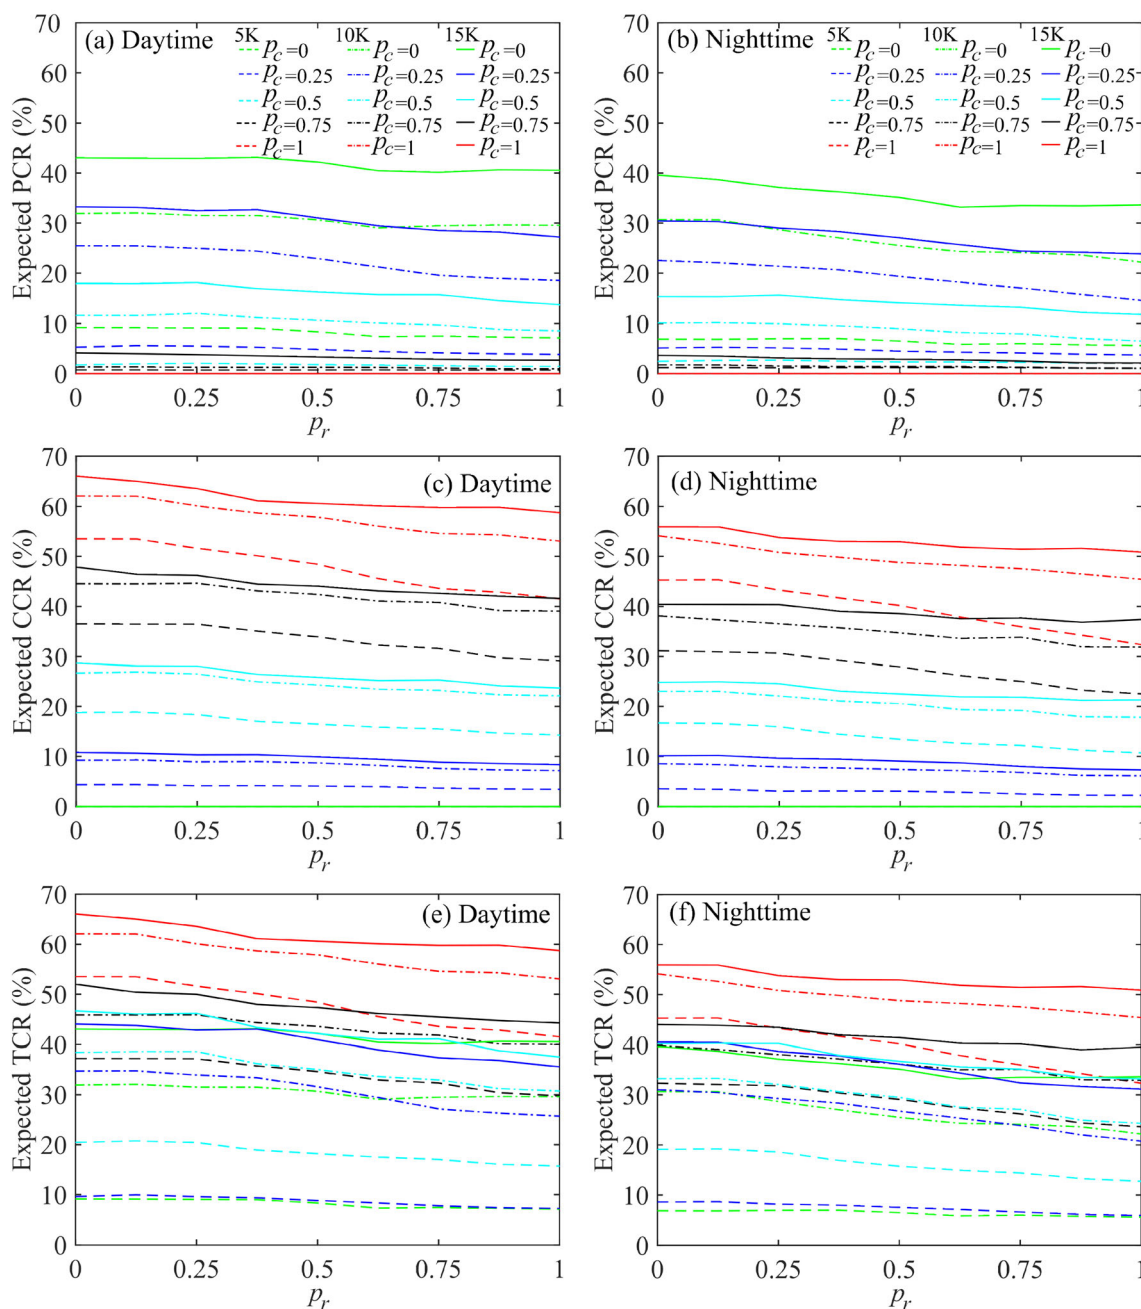 (a) Daytime
5K 10K 15K
p_c=0 p_c=0 p_c=0
p_c=0.25 p_c=0.25 p_c=0.25
p_c=0.5 p_c=0.5 p_c=0.5
p_c=0.75 p_c=0.75 p_c=0.75
p_c=1 p_c=1 p_c=1
Expected PCR (%)
70
60
50
40
30
20
10
0
0 0.25 0.5 0.75 1
p_r
(b) Nighttime
5K 10K 15K
p_c=0 p_c=0 p_c=0
p_c=0.25 p_c=0.25 p_c=0.25
p_c=0.5 p_c=0.5 p_c=0.5
p_c=0.75 p_c=0.75 p_c=0.75
p_c=1 p_c=1 p_c=1
Expected PCR (%)
70
60
50
40
30
20
10
0
0 0.25 0.5 0.75 1
p_r
(c) Daytime
Expected CCR (%)
70
60
50
40
30
20
10
0
0 0.25 0.5 0.75 1
p_r
(d) Nighttime
Expected CCR (%)
70
60
50
40
30
20
10
0
0 0.25 0.5 0.75 1
p_r
(e) Daytime
Expected TCR (%)
70
60
50
40
30
20
10
0
0 0.25 0.5 0.75 1
p_r
(f) Nighttime
Expected TCR (%)
70
60
50
40
30
20
10
0
0 0.25 0.5 0.75 1
p_r